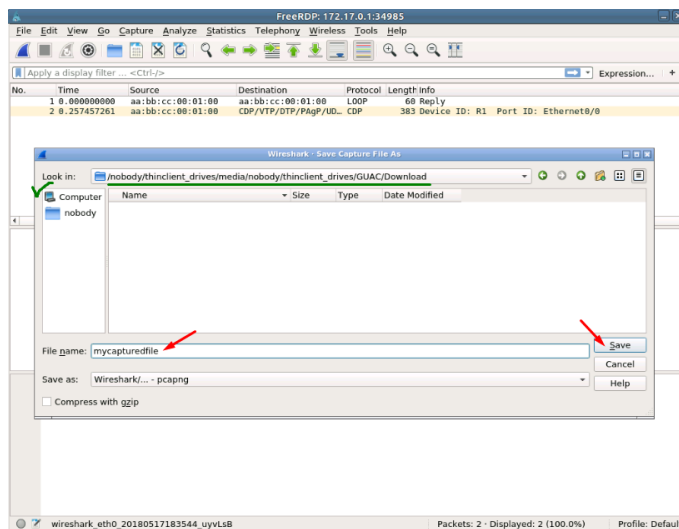 FreeRDP: 172.17.0.1:34985
File Edit View Go Capture Analyze Statistics Telephony Wireless Tools Help
Apply a display filter ... <Ctrl-/> Expression... +
No. Time Source Destination Protocol Length Info
1 0.000000000 aa:bb:cc:00:01:00 aa:bb:cc:00:01:00 LOOP 60 Reply
2 0.257457261 aa:bb:cc:00:01:00 CDP/VTP/DTP/PAgP/UD… CDP 383 Device ID: R1 Port ID: Ethernet0/0
Wireshark · Save Capture File As
Look in: /nobody/thinclient_drives/media/nobody/thinclient_drives/GUAC/Download
Computer Name Size Type Date Modified
nobody
File name: mycapturedfile Save
Cancel
Save as: Wireshark/... - pcapng Help
Compress with gzip
wireshark_eth0_20180517183544_uyvLsB Packets: 2 · Displayed: 2 (100.0%) Profile: Defaul